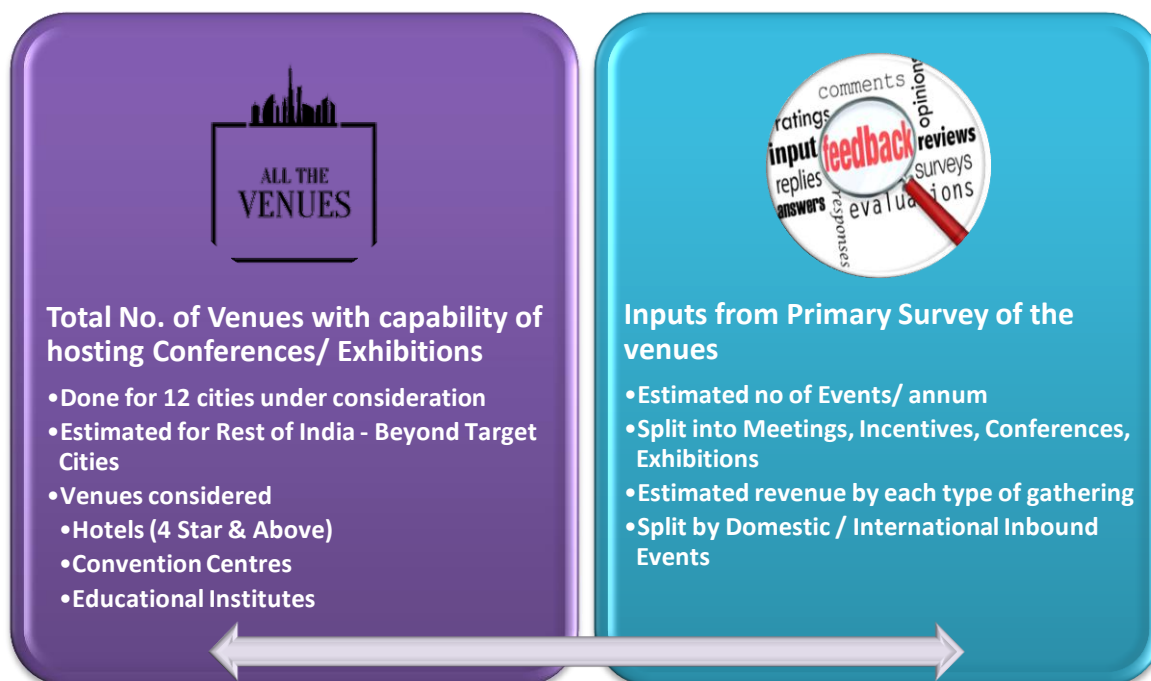 ALL THE
VENUES
Total No. of Venues with capability of
hosting Conferences/ Exhibitions
•Done for 12 cities under consideration
•Estimated for Rest of India - Beyond Target
Cities
•Venues considered
•Hotels (4 Star & Above)
•Convention Centres
•Educational Institutes
comments
opinions
ratings
input
feedback
reviews
replies
surveys
answers
responses
evaluations
Inputs from Primary Survey of the
venues
•Estimated no of Events/ annum
•Split into Meetings, Incentives, Conferences,
Exhibitions
•Estimated revenue by each type of gathering
•Split by Domestic / International Inbound
Events